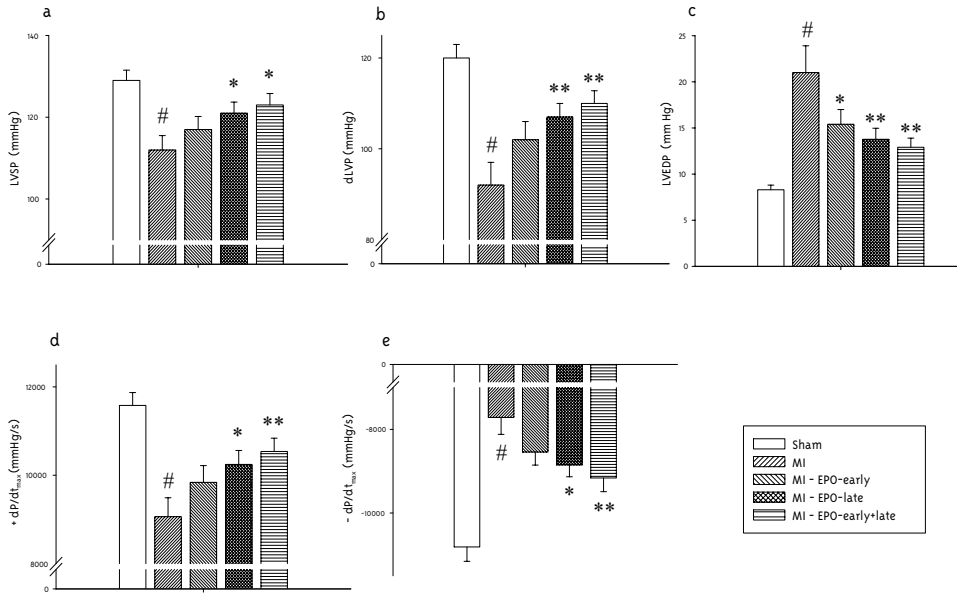 a
LVSP (mmHg)
140
120
100
0
#
*
*
b
dLVP (mmHg)
120
100
80
0
#
**
**
c
LVEDP (mm Hg)
25
20
15
10
5
0
#
*
**
**
d
+ dP/dtmax(mmHg/s)
12000
10000
8000
0
#
*
**
e
- dP/dtmax (mmHg/s)
0
-8000
-10000
#
*
**
Sham
MI
MI - EPO-early
MI - EPO-late
MI - EPO-early+late